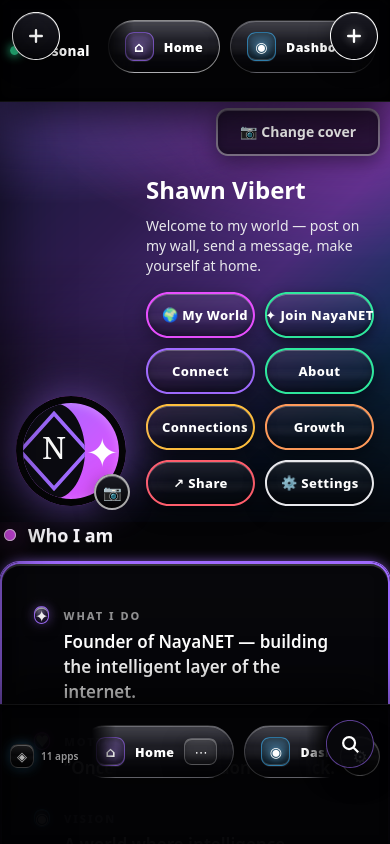 sonal
Home
Dashbo
Change cover
Shawn Vibert
Welcome to my world — post on
my wall, send a message, make
yourself at home.
My World
Join NayaNET
Connect
About
Connections
Growth
Share
Settings
N
Who I am
WHAT I DO
Founder of NayaNET — building
the intelligent layer of the
internet.
11 apps
Home
Das
VISION